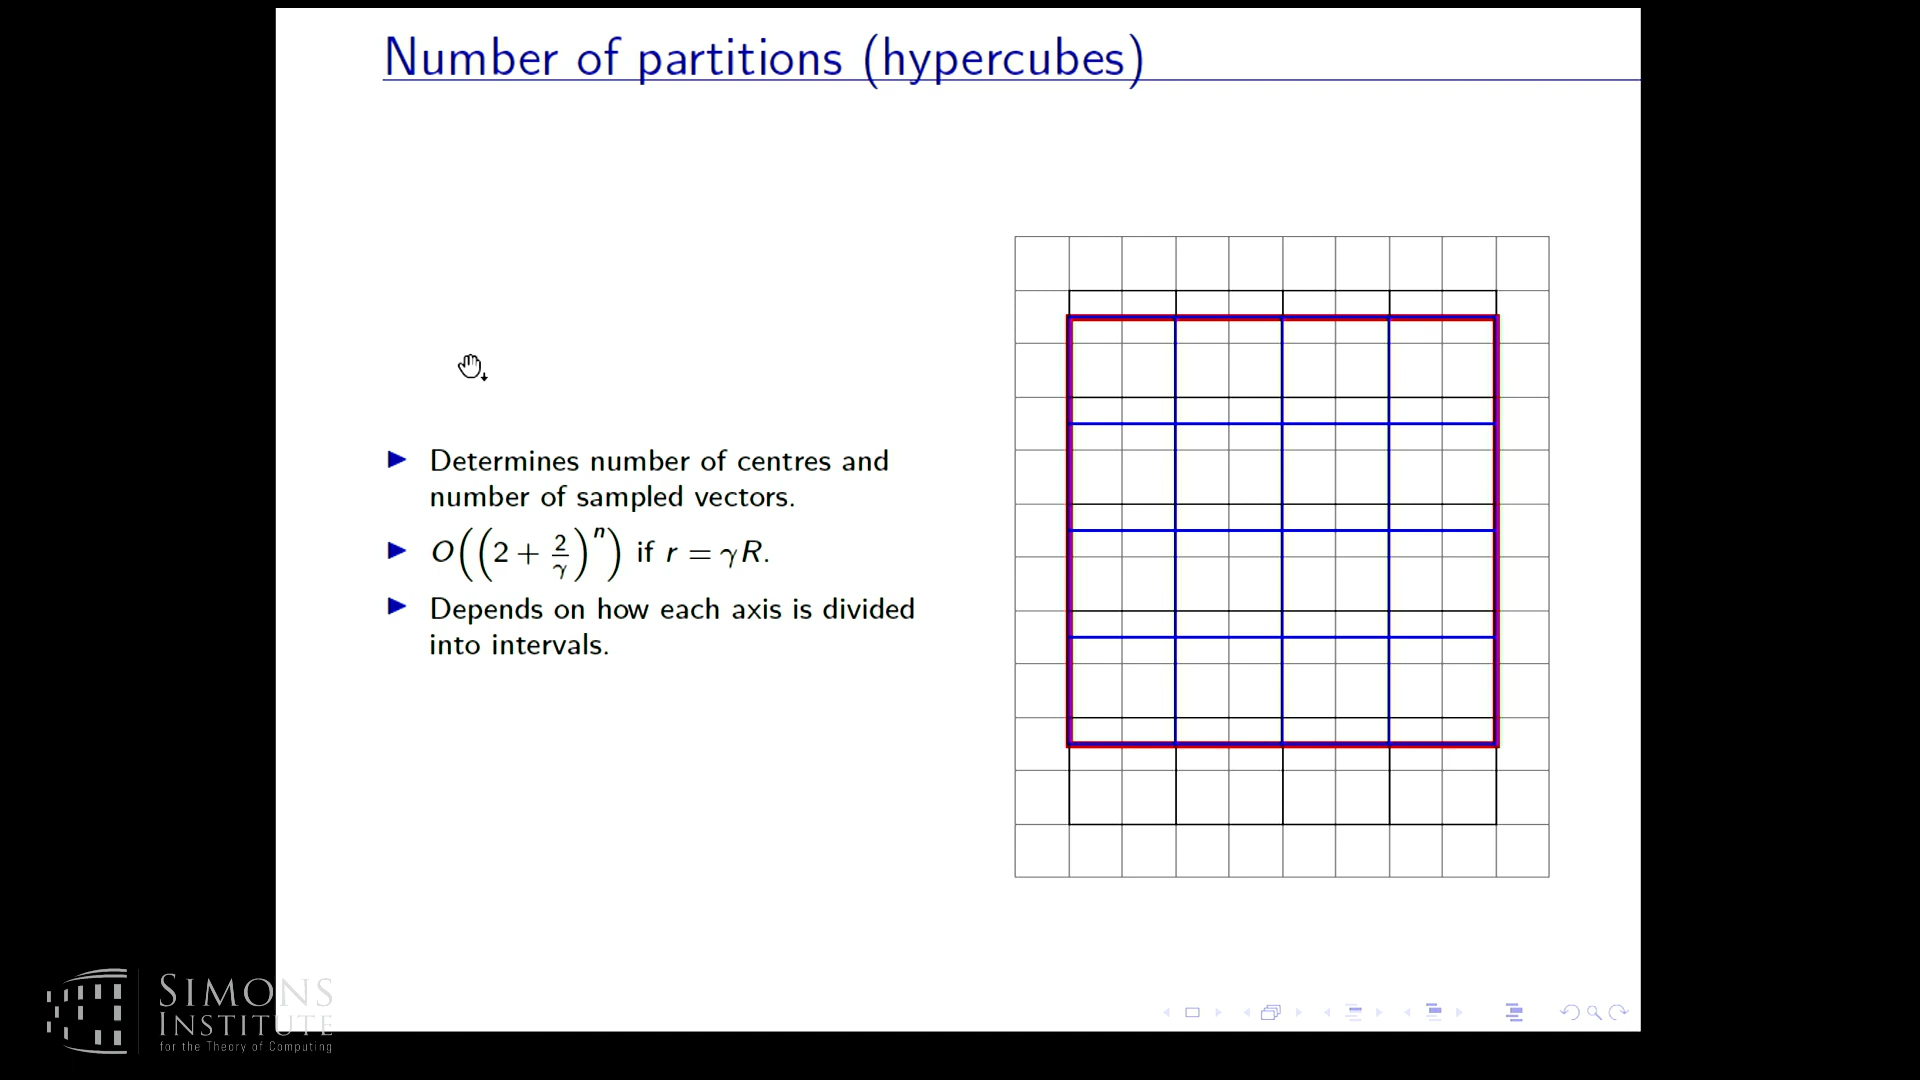 Number of partitions (hypercubes)
▶ Determines number of centres and
number of sampled vectors.
▶ O((2 + 2/γ)^n) if r = γR.
▶ Depends on how each axis is divided
into intervals.
SIMONS
INSTITUTE
for the Theory of Computing